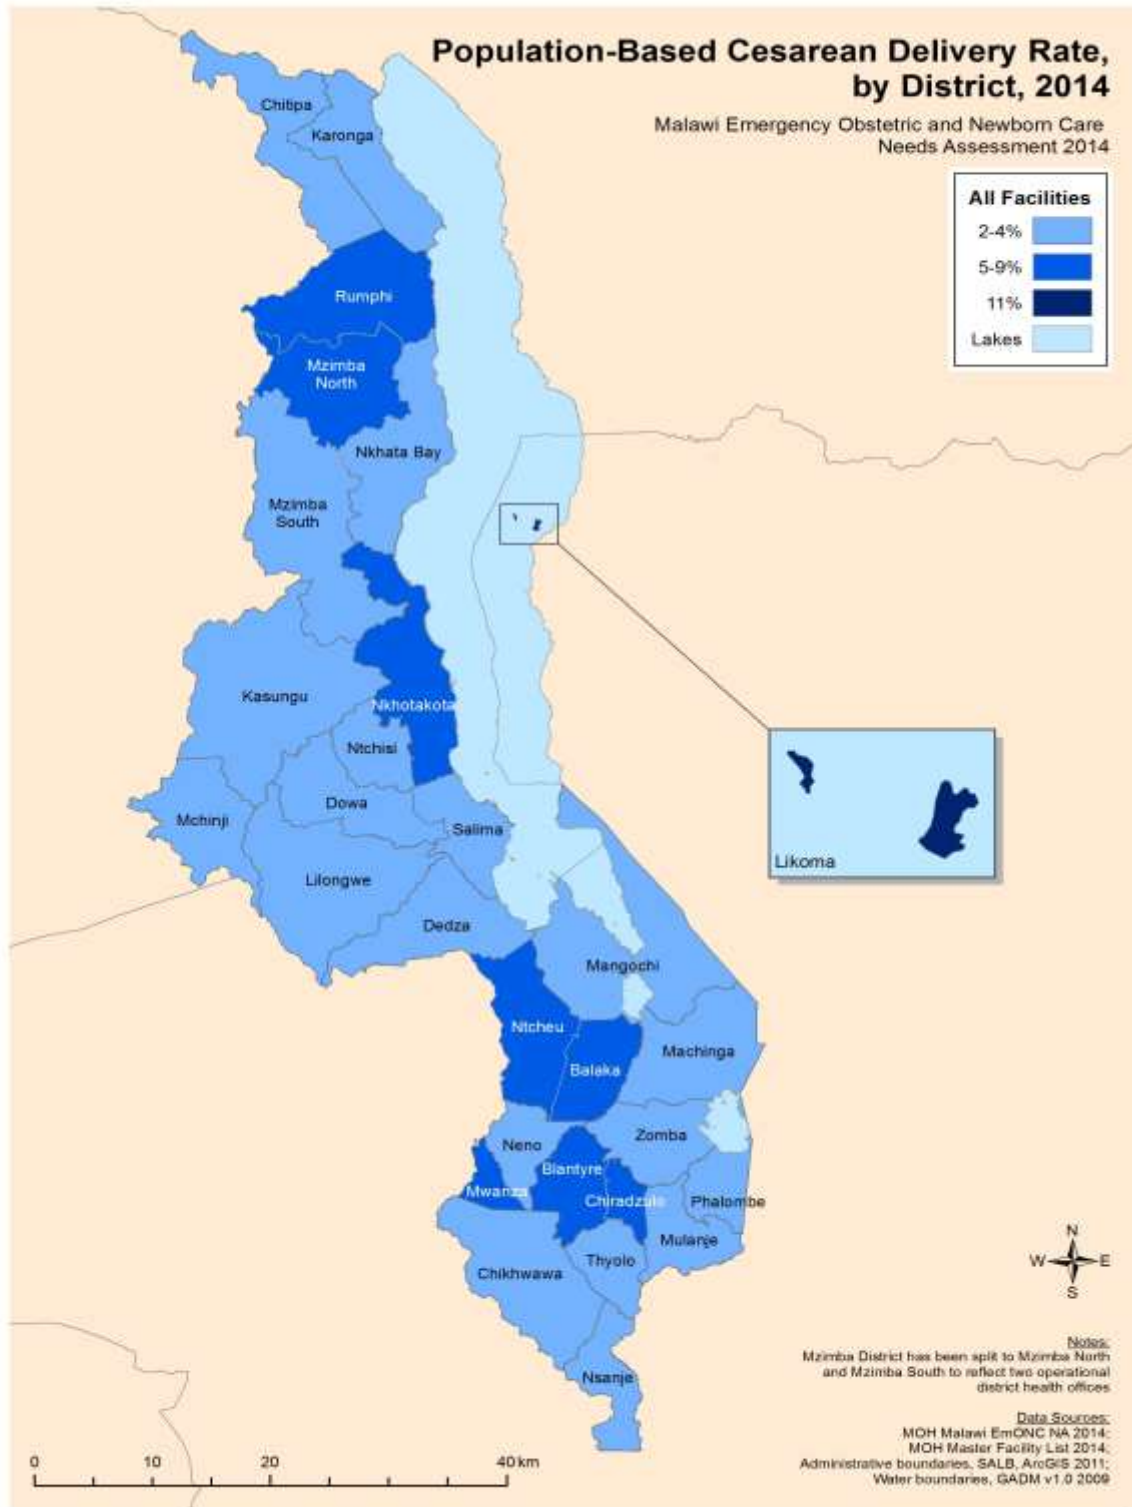 Population-Based Cesarean Delivery Rate,
by District, 2014
Malawi Emergency Obstetric and Newborn Care
Needs Assessment 2014
All Facilities
2-4%
5-9%
11%
Lakes
Chitipa
Karonga
Rumphi
Mzimba
North
Nkhata Bay
Mzimba
South
Kasungu
Nkhotakota
Ntchisi
Dowa
Mchinji
Salima
Likoma
Lilongwe
Dedza
Mangochi
Ntcheu
Machinga
Balaka
Zomba
Neno
Blantyre
Mwanza
Chiradzulu
Phalombe
Mulanje
Thyolo
Chikhwawa
Nsanje
N
W
E
S
Notes:
Mzimba District has been split to Mzimba North
and Mzimba South to reflect two operational
district health offices
Data Sources:
MOH Malawi EmONC NA 2014;
MOH Master Facility List 2014;
Administrative boundaries, SALB, ArcGIS 2011;
Water boundaries, GADM v1.0 2009
0 10 20 40 km